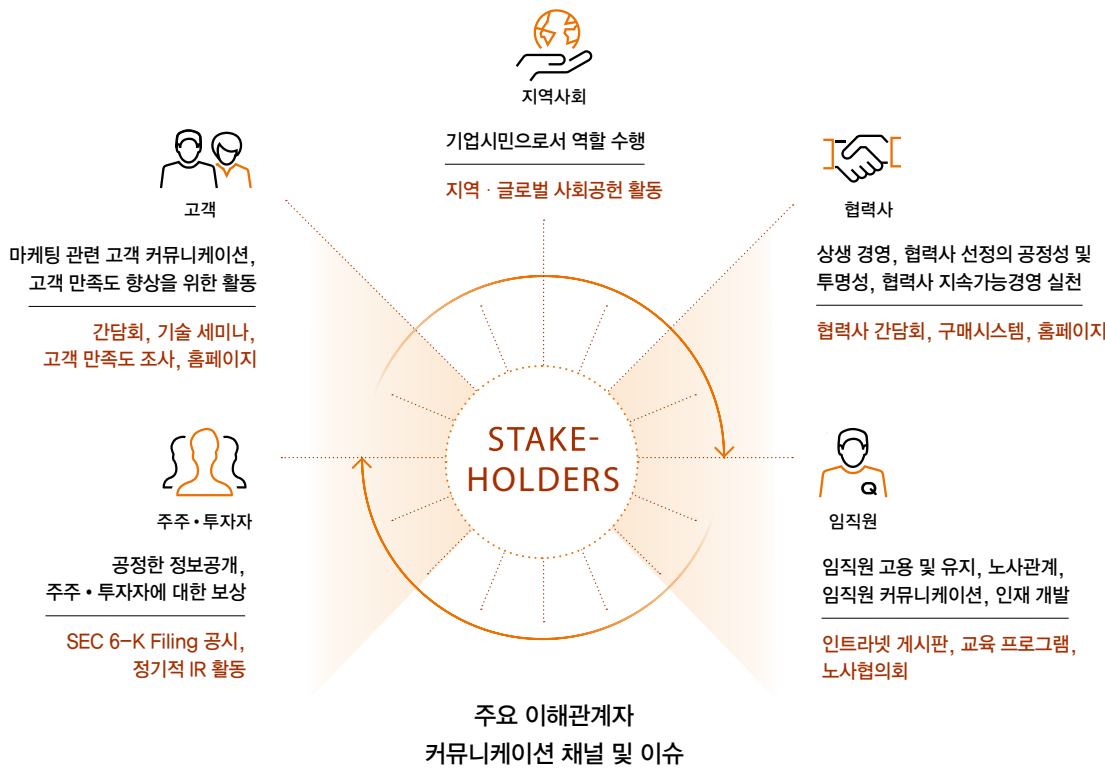 지역사회
기업시민으로서 역할 수행
지역 · 글로벌 사회공헌 활동
고객
마케팅 관련 고객 커뮤니케이션,
고객 만족도 향상을 위한 활동
간담회, 기술 세미나,
고객 만족도 조사, 홈페이지
협력사
상생 경영, 협력사 선정의 공정성 및
투명성, 협력사 지속가능경영 실천
협력사 간담회, 구매시스템, 홈페이지
STAKE-
HOLDERS
주주 • 투자자
공정한 정보공개,
주주 • 투자자에 대한 보상
SEC 6-K Filing 공시,
정기적 IR 활동
Q
임직원
임직원 고용 및 유지, 노사관계,
임직원 커뮤니케이션, 인재 개발
인트라넷 게시판, 교육 프로그램,
노사협의회
주요 이해관계자
커뮤니케이션 채널 및 이슈